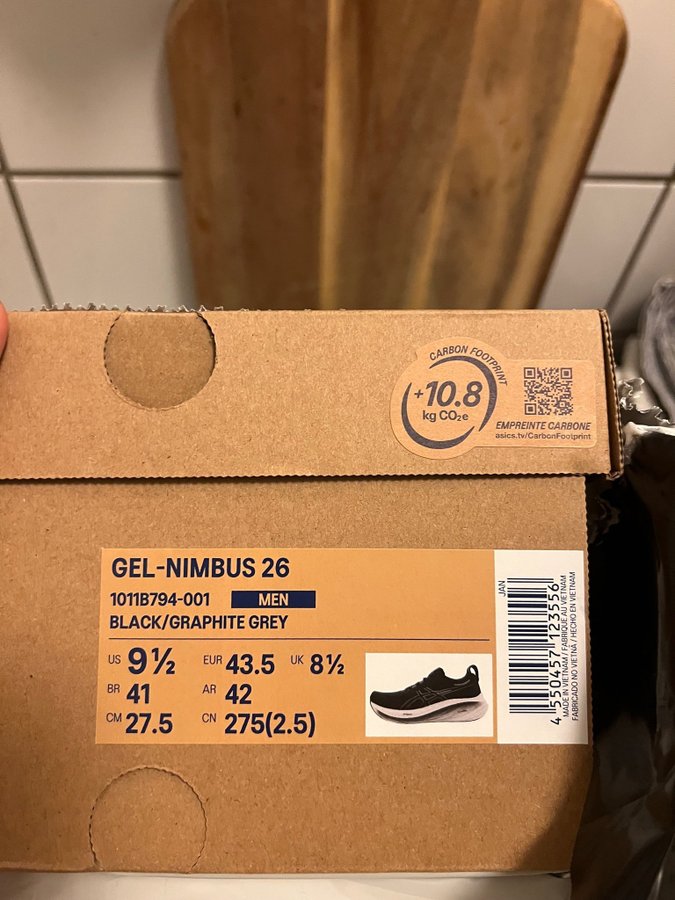 CARBON FOOTPRINT
+10.8
kg CO₂e
EMPREINTE CARBONE
asics.tv/CarbonFootprint
GEL-NIMBUS 26
1011B794-001 MEN
BLACK/GRAPHITE GREY
US 9½ EUR 43.5 UK 8½
BR 41 AR 42
CM 27.5 CN 275(2.5)
JAN
4 550457 123556
MADE IN VIETNAM / FABRIQUÉ AU VIETNAM
FABRICADO NO VIETNÃ / HECHO EN VIETNAM